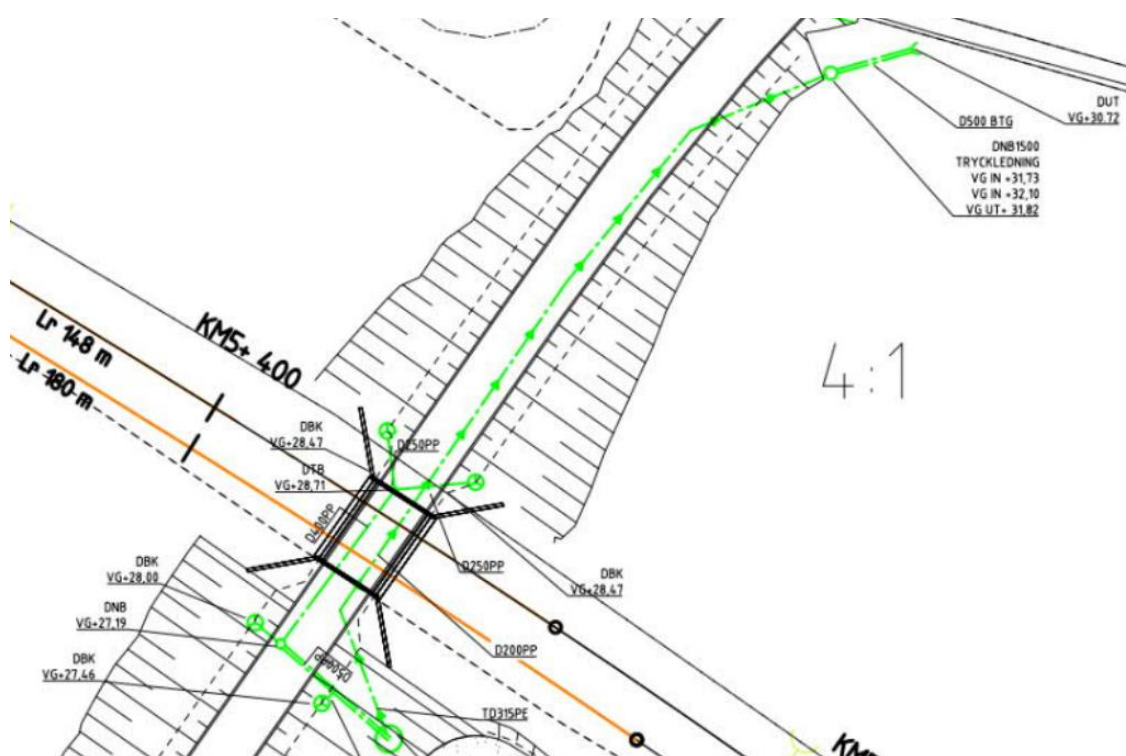 DUT
VG+30.72
D500 BTG
DNB1500
TRYCKLEDNING
VG IN +31,73
VG IN +32,10
VG UT+ 31,82
KM5+ 400
Lr 148 m
Lr 180 m
4:1
DBK
VG+28,47
D250PP
DTB
VG+28,71
D400PP
D250PP
DBK
VG+28,47
DBK
VG+28,00
DNB
VG+27,19
DBK
VG+27,46
D500PP
D200PP
TD315PE